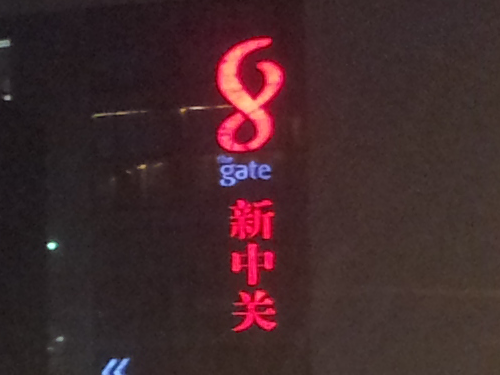 the
gate
新中关